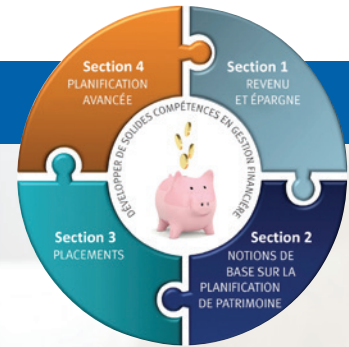 Section 4
PLANIFICATION
AVANCÉE
Section 1
REVENU
ET ÉPARGNE
DÉVELOPPER DE SOLIDES COMPÉTENCES EN GESTION FINANCIÈRE
Section 3
PLACEMENTS
Section 2
NOTIONS DE
BASE SUR LA
PLANIFICATION
DE PATRIMOINE